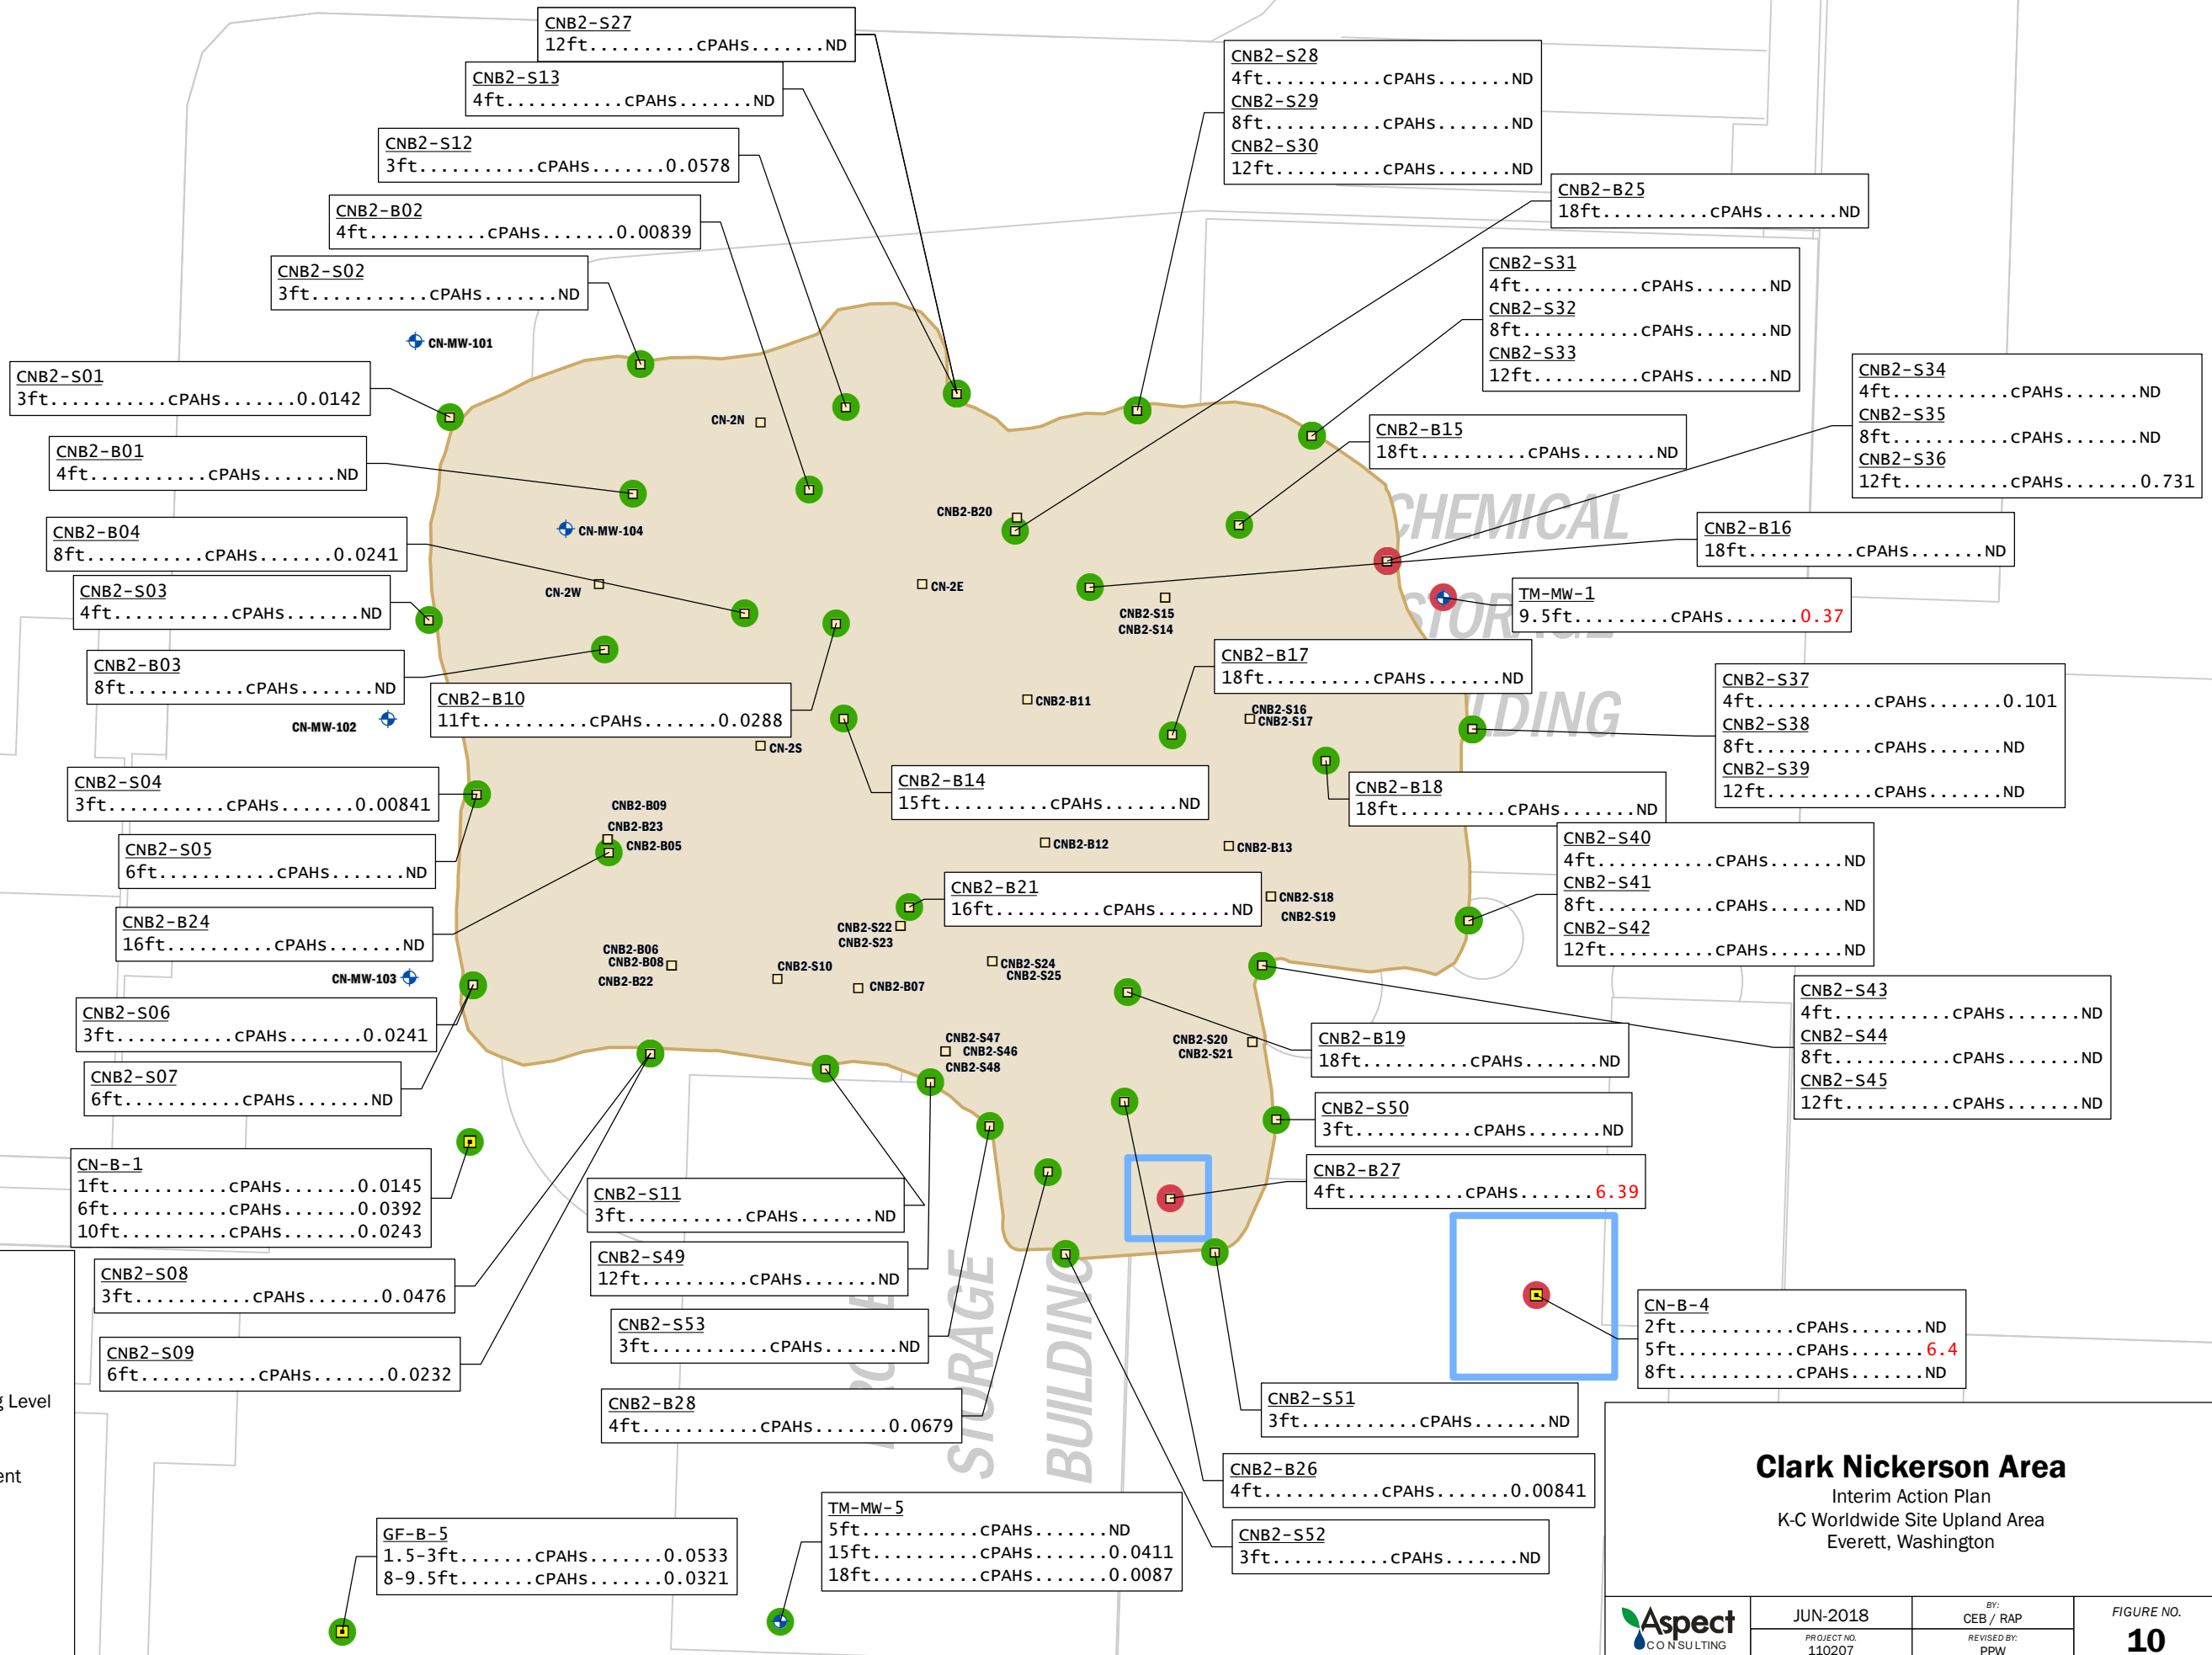 CNB2-S27
12ft..........cPAHs.......ND
CNB2-S13
4ft...........cPAHs.......ND
CNB2-S12
3ft...........cPAHs.......0.0578
CNB2-B02
4ft...........cPAHs.......0.00839
CNB2-S02
3ft...........cPAHs.......ND
CNB2-S28
4ft...........cPAHs.......ND
CNB2-S29
8ft...........cPAHs.......ND
CNB2-S30
12ft..........cPAHs.......ND
CNB2-B25
18ft..........cPAHs.......ND
CNB2-S31
4ft...........cPAHs.......ND
CNB2-S32
8ft...........cPAHs.......ND
CNB2-S33
12ft..........cPAHs.......ND
CNB2-S34
4ft...........cPAHs.......ND
CNB2-S35
8ft...........cPAHs.......ND
CNB2-S36
12ft..........cPAHs.......0.731
CN-MW-101
CNB2-S01
3ft...........cPAHs.......0.0142
CN-2N
CNB2-B15
18ft..........cPAHs.......ND
CNB2-B01
4ft...........cPAHs.......ND
CHEMICAL
STORAGE
CNB2-B20
CNB2-B16
18ft..........cPAHs.......ND
CN-MW-104
CNB2-B04
8ft...........cPAHs.......0.0241
CN-2W
CN-2E
CNB2-S03
4ft...........cPAHs.......ND
CNB2-S15
CNB2-S14
TM-MW-1
9.5ft.........cPAHs.......0.37
CNB2-B03
8ft...........cPAHs.......ND
CNB2-B17
18ft..........cPAHs.......ND
CNB2-B10
11ft..........cPAHs.......0.0288
CN-MW-102
CNB2-B11
CNB2-S16
CNB2-S17
LDING
CNB2-S37
4ft...........cPAHs.......0.101
CNB2-S38
8ft...........cPAHs.......ND
CNB2-S39
12ft..........cPAHs.......ND
CN-2S
CNB2-S04
3ft...........cPAHs.......0.00841
CNB2-B14
15ft..........cPAHs.......ND
CNB2-B18
18ft..........cPAHs.......ND
CNB2-B09
CNB2-B23
CNB2-B05
CNB2-S05
6ft...........cPAHs.......ND
CNB2-B12
CNB2-B13
CNB2-S40
4ft...........cPAHs.......ND
CNB2-S41
8ft...........cPAHs.......ND
CNB2-S42
12ft..........cPAHs.......ND
CNB2-B24
16ft..........cPAHs.......ND
CNB2-B21
16ft..........cPAHs.......ND
CNB2-S18
CNB2-S19
CNB2-S22
CNB2-S23
CNB2-B06
CNB2-B08
CNB2-B22
CNB2-S10
CNB2-B07
CNB2-S24
CNB2-S25
CN-MW-103
CNB2-S06
3ft...........cPAHs.......0.0241
CNB2-S43
4ft...........cPAHs.......ND
CNB2-S44
8ft...........cPAHs.......ND
CNB2-S45
12ft..........cPAHs.......ND
CNB2-S47
CNB2-S46
CNB2-S48
CNB2-S20
CNB2-S21
CNB2-B19
18ft..........cPAHs.......ND
CNB2-S07
6ft...........cPAHs.......ND
CNB2-S50
3ft...........cPAHs.......ND
CN-B-1
1ft...........cPAHs.......0.0145
6ft...........cPAHs.......0.0392
10ft..........cPAHs.......0.0243
CNB2-S11
3ft...........cPAHs.......ND
CNB2-B27
4ft...........cPAHs.......6.39
CNB2-S08
3ft...........cPAHs.......0.0476
CNB2-S49
12ft..........cPAHs.......ND
CNB2-S09
6ft...........cPAHs.......0.0232
CNB2-S53
3ft...........cPAHs.......ND
STORAGE
BUILDING
CN-B-4
2ft...........cPAHs.......ND
5ft...........cPAHs.......6.4
8ft...........cPAHs.......ND
g Level
ent
CNB2-B28
4ft...........cPAHs.......0.0679
CNB2-S51
3ft...........cPAHs.......ND
CNB2-B26
4ft...........cPAHs.......0.00841
CNB2-S52
3ft...........cPAHs.......ND
GF-B-5
1.5-3ft.......cPAHs.......0.0533
8-9.5ft.......cPAHs.......0.0321
TM-MW-5
5ft...........cPAHs.......ND
15ft..........cPAHs.......0.0411
18ft..........cPAHs.......0.0087
Clark Nickerson Area
Interim Action Plan
K-C Worldwide Site Upland Area
Everett, Washington
Aspect
CONSULTING
JUN-2018
PROJECT NO.
110207
BY:
CEB / RAP
REVISED BY:
PPW
FIGURE NO.
10